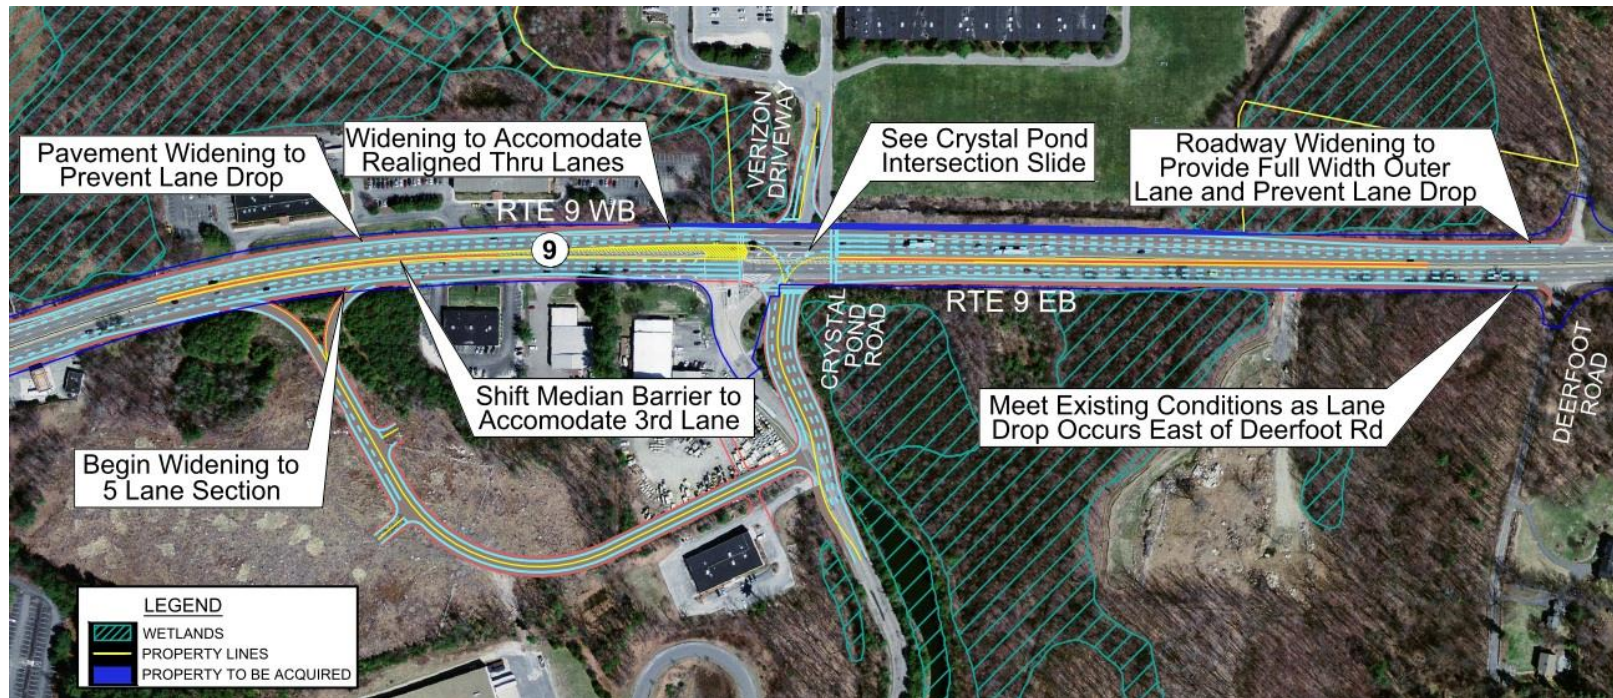 Pavement Widening to
Prevent Lane Drop
Widening to Accomodate
Realigned Thru Lanes
VERIZON
DRIVEWAY
See Crystal Pond
Intersection Slide
Roadway Widening to
Provide Full Width Outer
Lane and Prevent Lane Drop
RTE 9 WB
9
RTE 9 EB
CRYSTAL
POND
ROAD
DEERFOOT
ROAD
Shift Median Barrier to
Accomodate 3rd Lane
Meet Existing Conditions as Lane
Drop Occurs East of Deerfoot Rd
Begin Widening to
5 Lane Section
LEGEND
WETLANDS
PROPERTY LINES
PROPERTY TO BE ACQUIRED